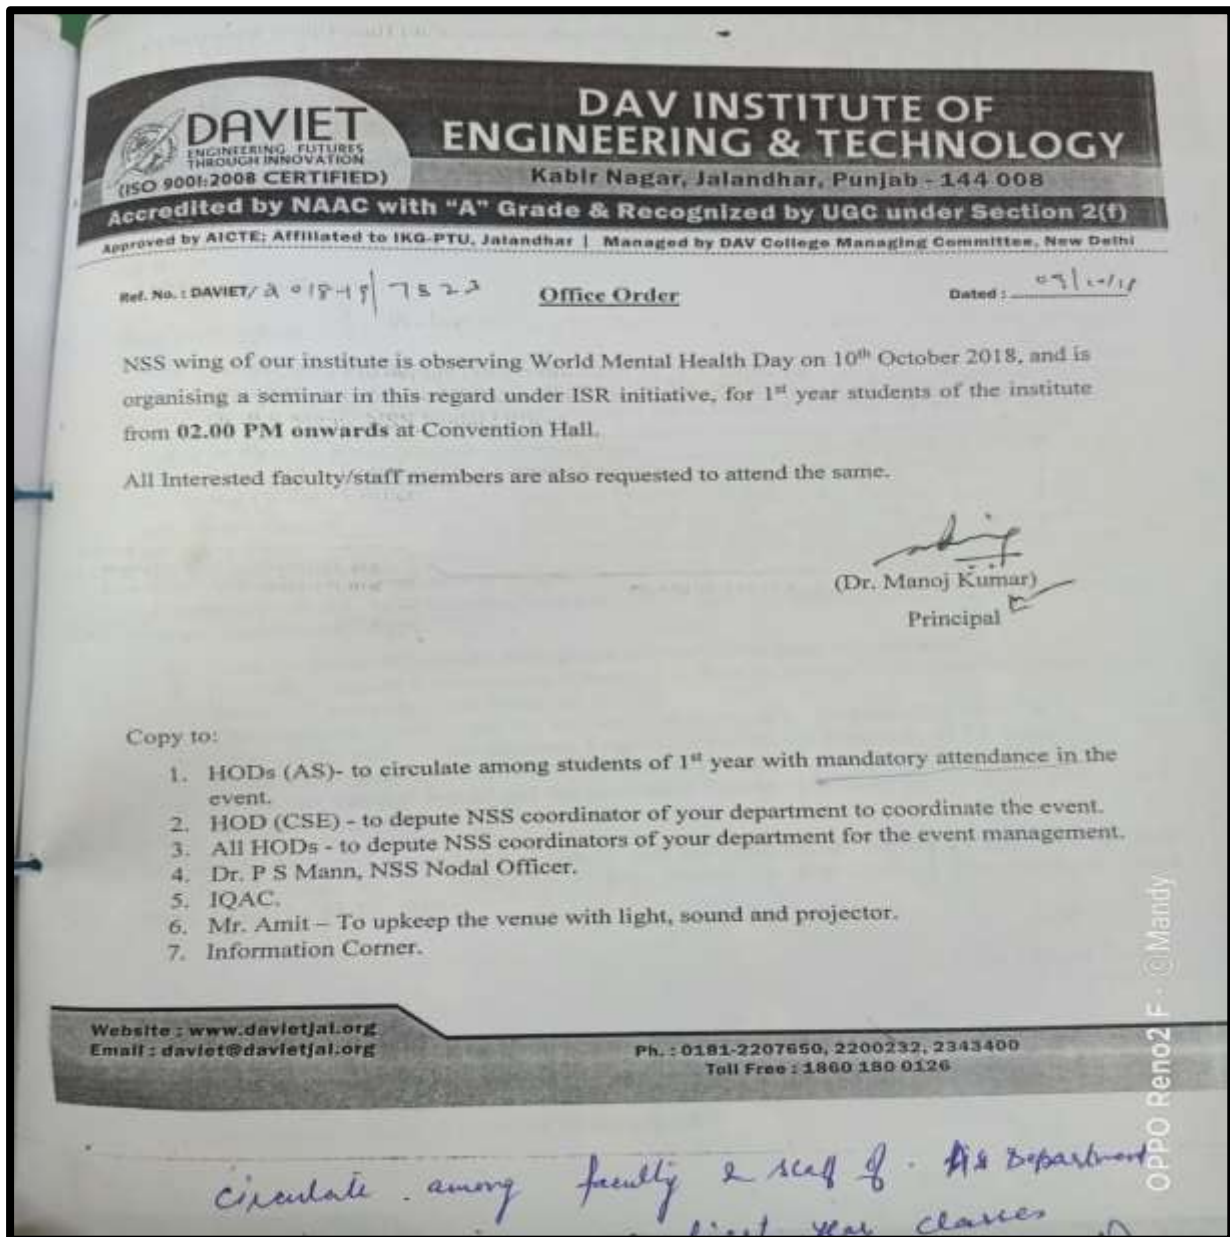 DAVIET
ENGINEERING FUTURES
THROUGH INNOVATION
(ISO 9001:2008 CERTIFIED)
DAV INSTITUTE OF
ENGINEERING & TECHNOLOGY
Kabir Nagar, Jalandhar, Punjab - 144 008
Accredited by NAAC with "A" Grade & Recognized by UGC under Section 2(f)
Approved by AICTE; Affiliated to IKG-PTU, Jalandhar | Managed by DAV College Managing Committee, New Delhi
Ref. No. : DAVIET/ 2018-19/7523 Office Order Dated :
NSS wing of our institute is observing World Mental Health Day on 10th October 2018, and is
organising a seminar in this regard under ISR initiative, for 1st year students of the institute
from 02.00 PM onwards at Convention Hall.
All Interested faculty/staff members are also requested to attend the same.
(Dr. Manoj Kumar)
Principal
Copy to:
1. HODs (AS)- to circulate among students of 1st year with mandatory attendance in the
event.
2. HOD (CSE) - to depute NSS coordinator of your department to coordinate the event.
3. All HODs - to depute NSS coordinators of your department for the event management.
4. Dr. P S Mann, NSS Nodal Officer.
5. IQAC.
6. Mr. Amit – To upkeep the venue with light, sound and projector.
7. Information Corner.
Website : www.davietjal.org
Email : daviet@davietjal.org
Ph. : 0181-2207650, 2200232, 2343400
Toll Free : 1860 180 0126
circulate among faculty & staff of AS Department
first year classes
OPPO Reno2 F · ©Mandy